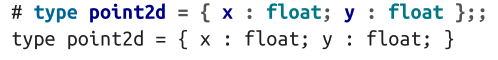 # type point2d = { x : float; y : float };;
type point2d = { x : float; y : float; }